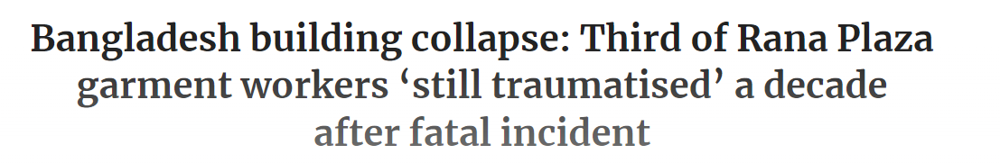 Bangladesh building collapse: Third of Rana Plaza
garment workers ‘still traumatised’ a decade
after fatal incident